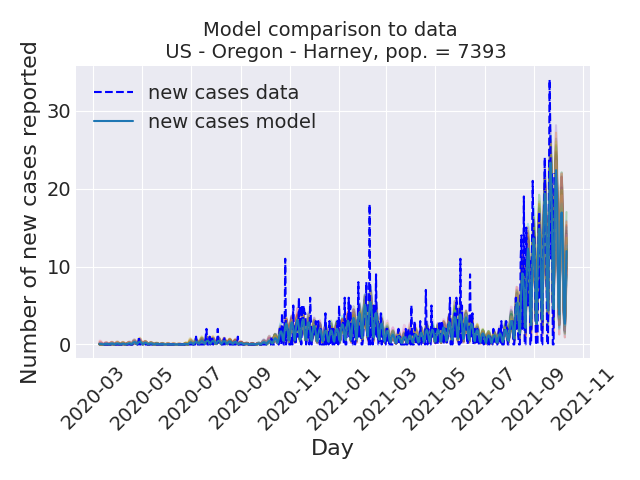 Model comparison to data
US - Oregon - Harney, pop. = 7393
new cases data
new cases model
Number of new cases reported
30
20
10
0
2020-03
2020-05
2020-07
2020-09
2020-11
2021-01
2021-03
2021-05
2021-07
2021-09
2021-11
Day